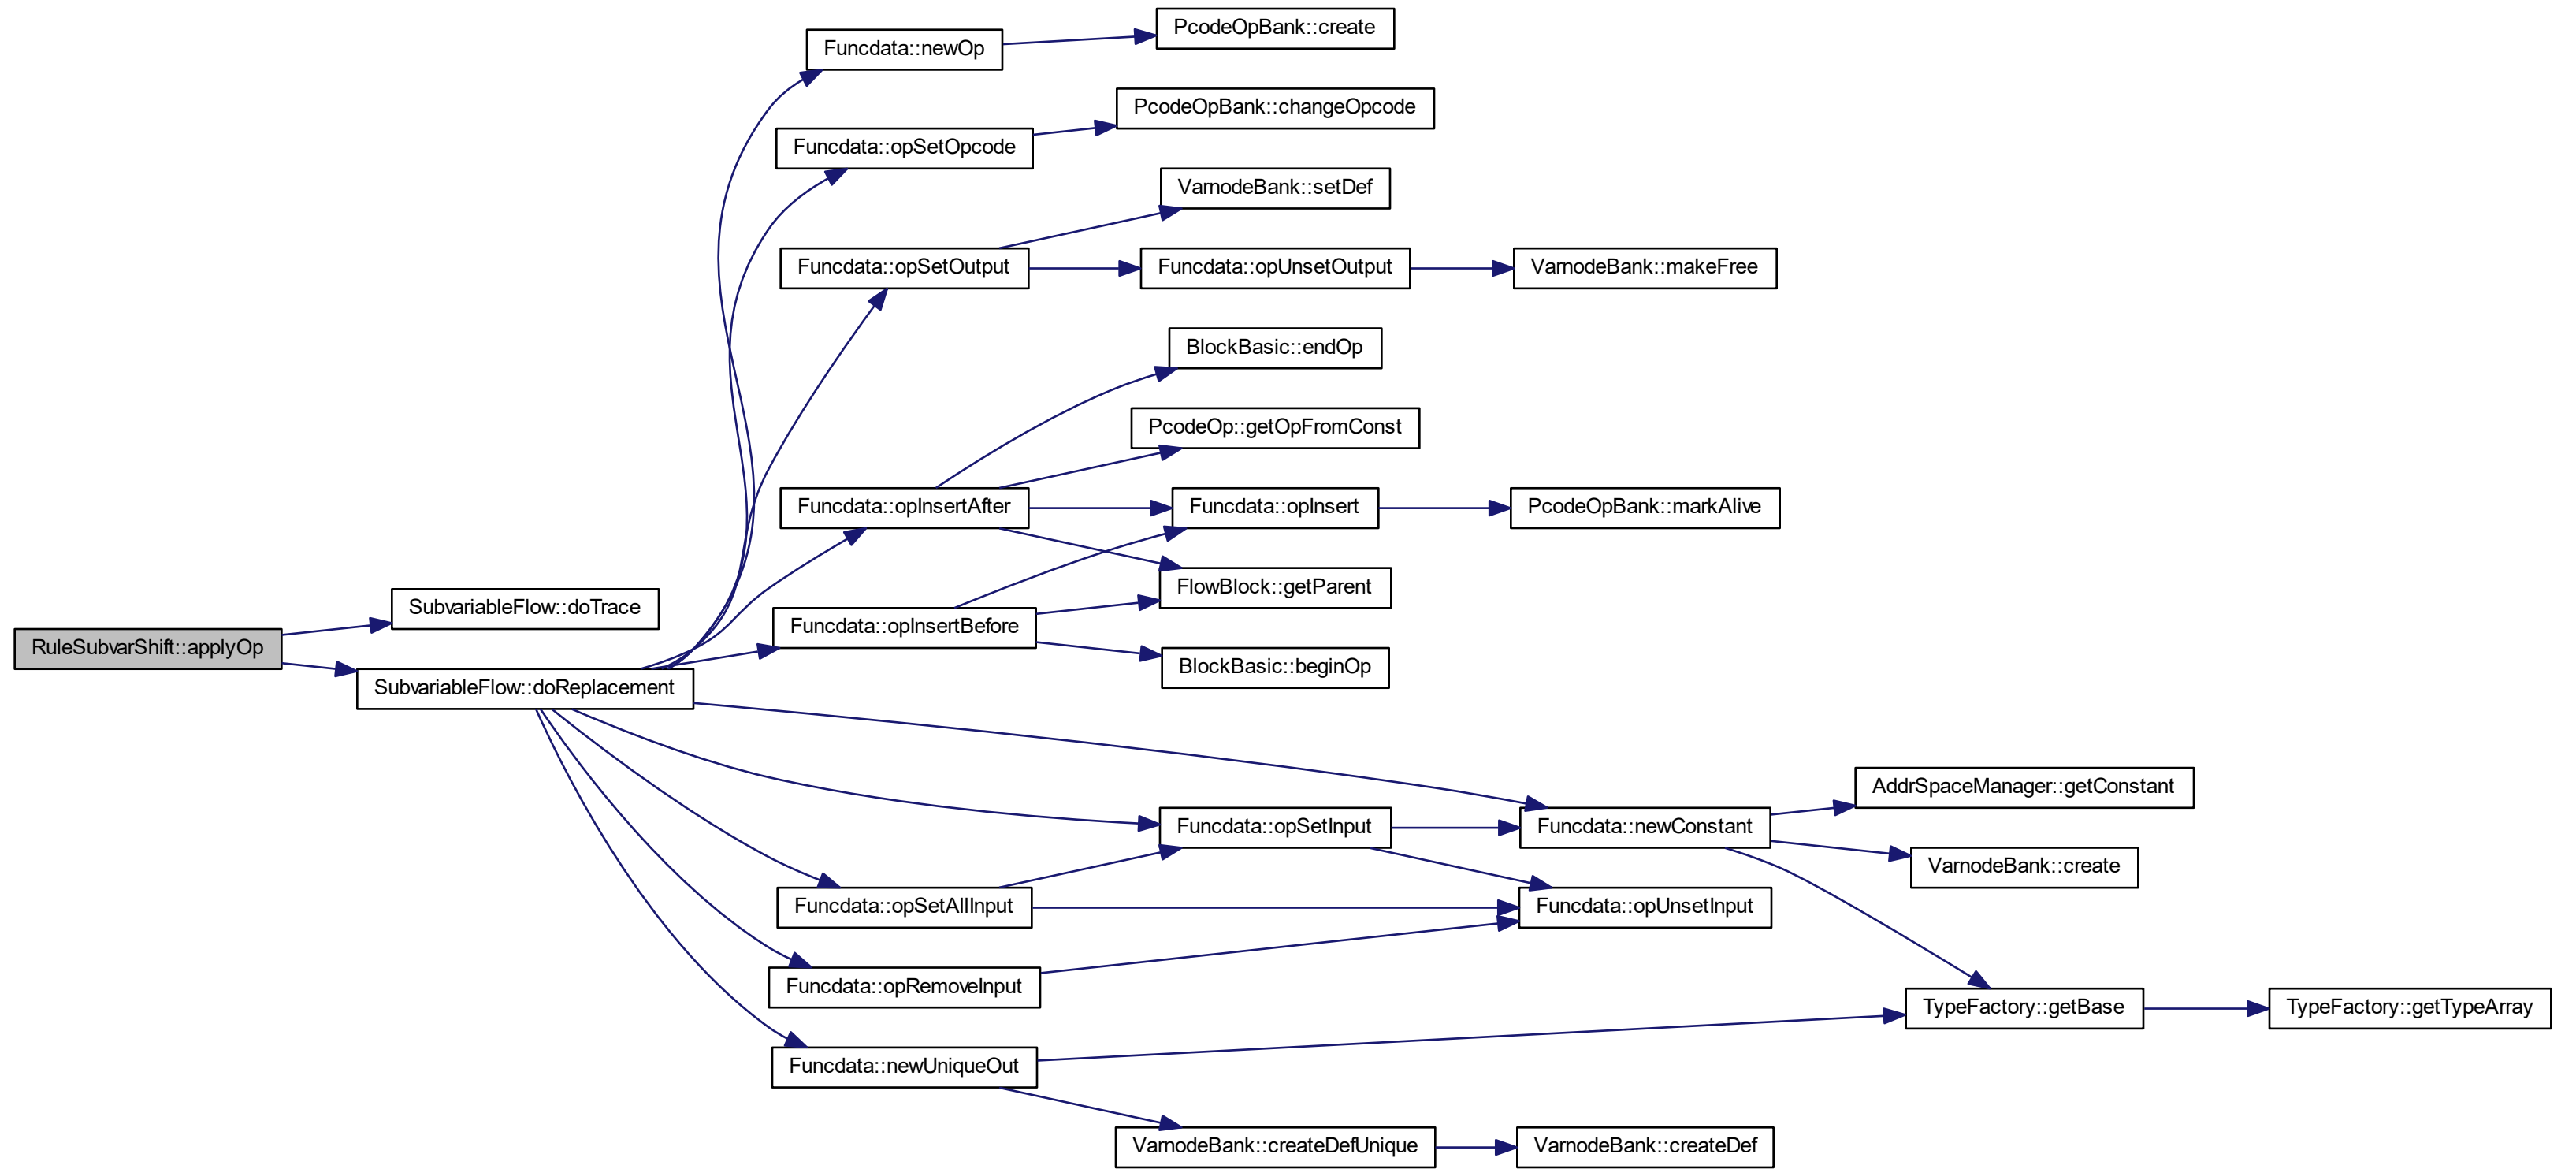 PcodeOpBank::create
Funcdata::newOp
PcodeOpBank::changeOpcode
Funcdata::opSetOpcode
VarnodeBank::setDef
Funcdata::opSetOutput
Funcdata::opUnsetOutput
VarnodeBank::makeFree
BlockBasic::endOp
PcodeOp::getOpFromConst
Funcdata::opInsertAfter
Funcdata::opInsert
PcodeOpBank::markAlive
FlowBlock::getParent
SubvariableFlow::doTrace
Funcdata::opInsertBefore
RuleSubvarShift::applyOp
BlockBasic::beginOp
SubvariableFlow::doReplacement
AddrSpaceManager::getConstant
Funcdata::opSetInput
Funcdata::newConstant
VarnodeBank::create
Funcdata::opSetAllInput
Funcdata::opUnsetInput
Funcdata::opRemoveInput
TypeFactory::getBase
TypeFactory::getTypeArray
Funcdata::newUniqueOut
VarnodeBank::createDefUnique
VarnodeBank::createDef